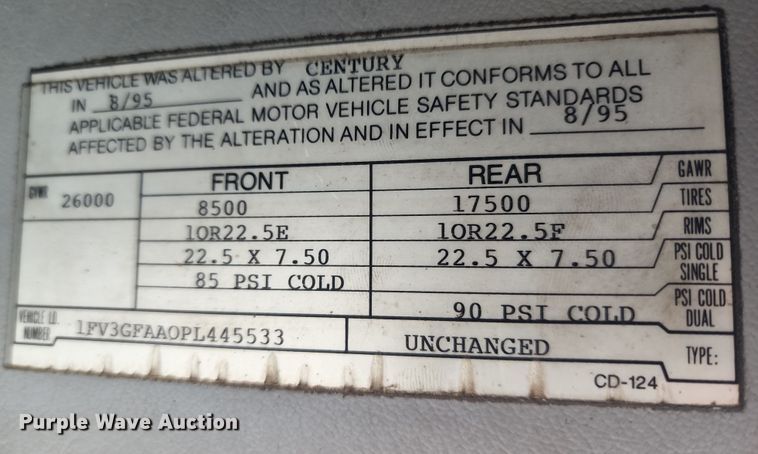 THIS VEHICLE WAS ALTERED BY CENTURY
IN 8/95 AND AS ALTERED IT CONFORMS TO ALL
APPLICABLE FEDERAL MOTOR VEHICLE SAFETY STANDARDS
AFFECTED BY THE ALTERATION AND IN EFFECT IN 8/95
GVWR 26000 FRONT REAR GAWR
8500 17500 TIRES
10R22.5E 10R22.5F RIMS
22.5 X 7.50 22.5 X 7.50 PSI COLD SINGLE
85 PSI COLD
90 PSI COLD PSI COLD DUAL
VEHICLE I.D. NUMBER 1FV3GFAAOPL445533 UNCHANGED TYPE:
CD-124
Purple Wave Auction